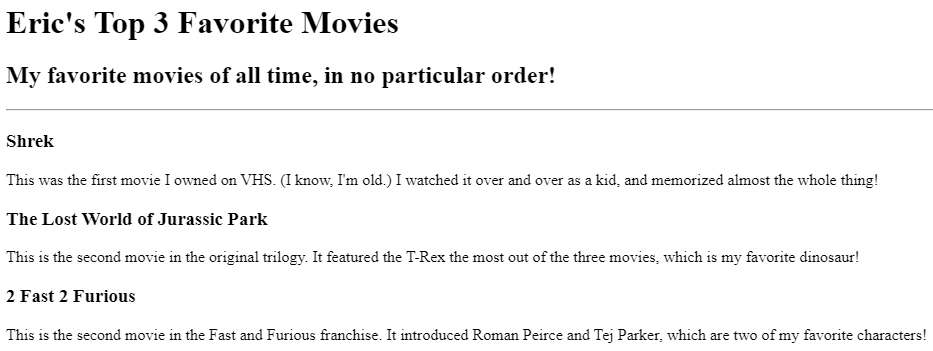 Eric's Top 3 Favorite Movies
My favorite movies of all time, in no particular order!
Shrek
This was the first movie I owned on VHS. (I know, I'm old.) I watched it over and over as a kid, and memorized almost the whole thing!
The Lost World of Jurassic Park
This is the second movie in the original trilogy. It featured the T-Rex the most out of the three movies, which is my favorite dinosaur!
2 Fast 2 Furious
This is the second movie in the Fast and Furious franchise. It introduced Roman Peirce and Tej Parker, which are two of my favorite characters!